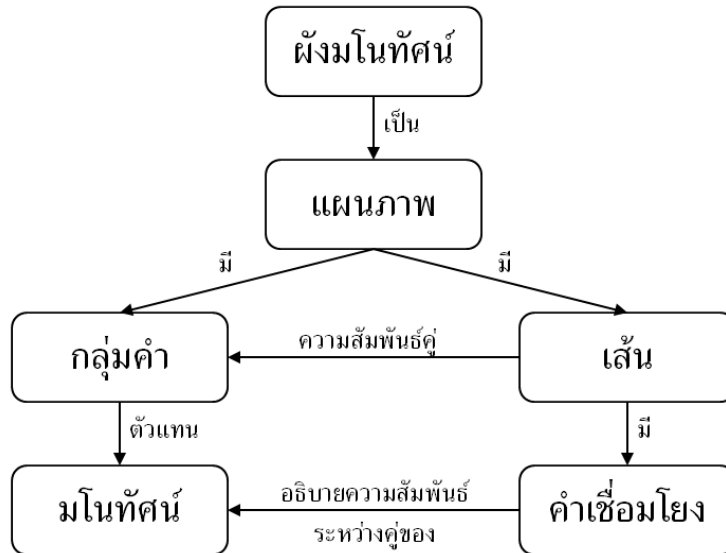 ผังมโนทัศน์
เป็น
แผนภาพ
มี
มี
กลุ่มคำ
ความสัมพันธ์คู่
เส้น
ตัวแทน
มี
มโนทัศน์
อธิบายความสัมพันธ์
ระหว่างคู่ของ
คำเชื่อมโยง